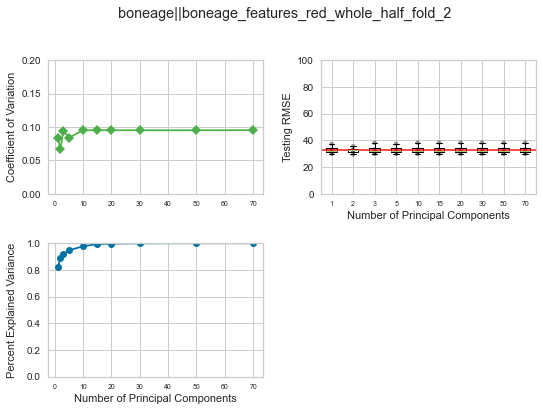 boneage||boneage_features_red_whole_half_fold_2
Coefficient of Variation
0.20
0.15
0.10
0.05
0.00
0 10 20 30 40 50 60 70
Testing RMSE
100
80
60
40
20
0
1 2 3 5 10 15 20 30 50 70
Number of Principal Components
Percent Explained Variance
1.0
0.8
0.6
0.4
0.2
0.0
0 10 20 30 40 50 60 70
Number of Principal Components